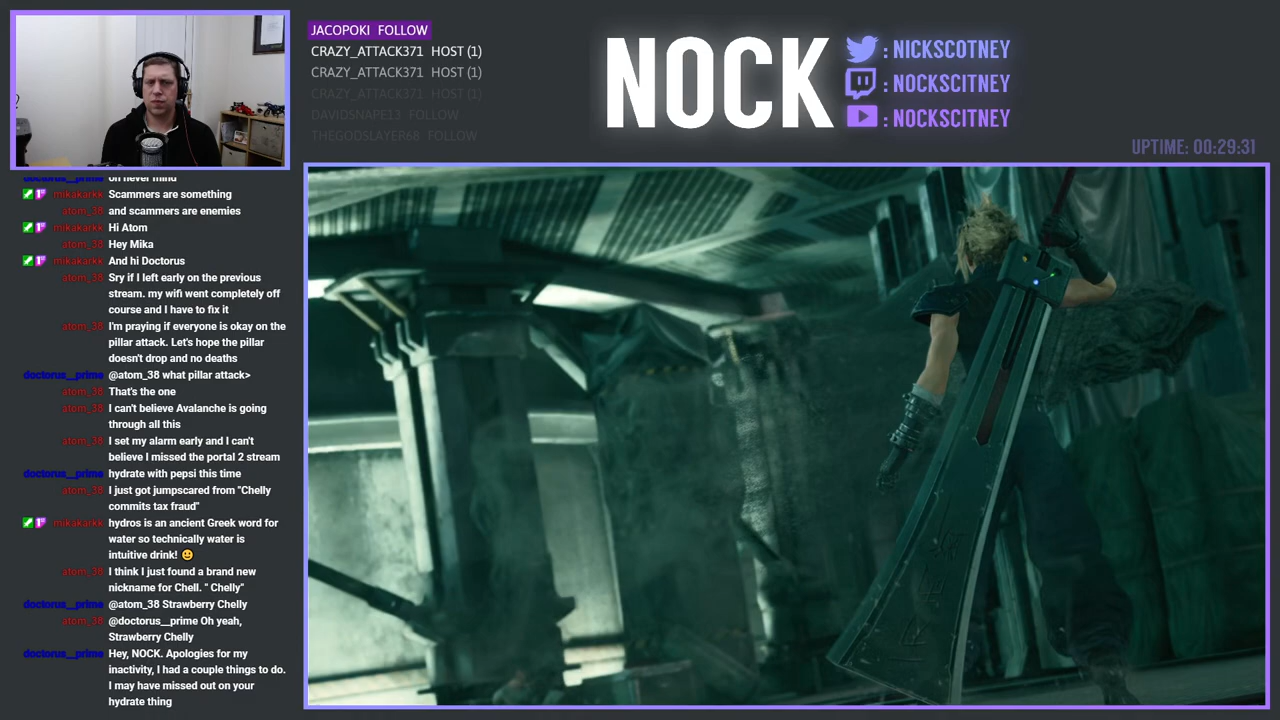 JACOPOKI FOLLOW
CRAZY_ATTACK371 HOST (1)
CRAZY_ATTACK371 HOST (1)
CRAZY_ATTACK371 HOST (1)
DAVIDSNAPE13 FOLLOW
THEGODSLAYER68 FOLLOW
NOCK
: NICKSCOTNEY
: NOCKSCITNEY
: NOCKSCITNEY
UPTIME: 00:29:31
doctorus__prime oh never mind
mikakarkk Scammers are something
atom_38 and scammers are enemies
mikakarkk Hi Atom
atom_38 Hey Mika
mikakarkk And hi Doctorus
atom_38 Sry if I left early on the previous
stream. my wifi went completely off
course and I have to fix it
atom_38 I'm praying if everyone is okay on the
pillar attack. Let's hope the pillar
doesn't drop and no deaths
doctorus__prime @atom_38 what pillar attack>
atom_38 That's the one
atom_38 I can't believe Avalanche is going
through all this
atom_38 I set my alarm early and I can't
believe I missed the portal 2 stream
doctorus__prime hydrate with pepsi this time
atom_38 I just got jumpscared from "Chelly
commits tax fraud"
mikakarkk hydros is an ancient Greek word for
water so technically water is
intuitive drink! 🙂
atom_38 I think I just found a brand new
nickname for Chell. " Chelly"
doctorus__prime @atom_38 Strawberry Chelly
atom_38 @doctorus__prime Oh yeah,
Strawberry Chelly
doctorus__prime Hey, NOCK. Apologies for my
inactivity, I had a couple things to do.
I may have missed out on your
hydrate thing